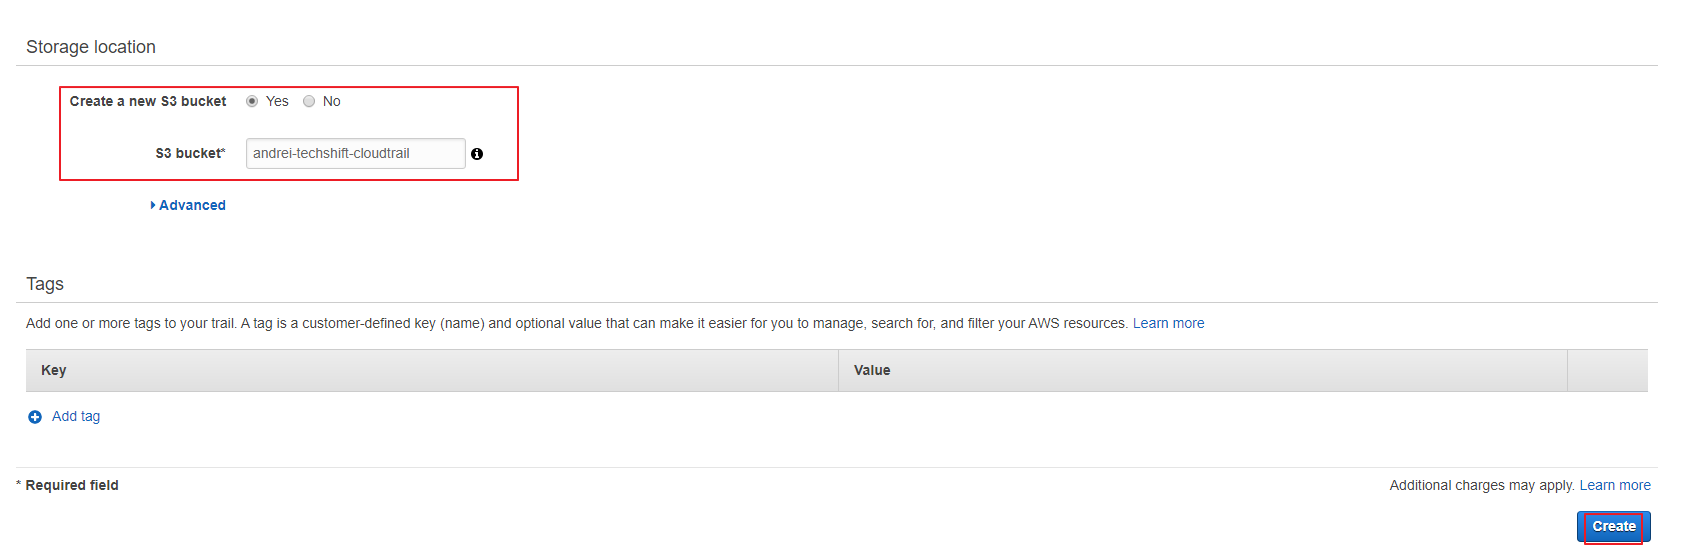 Storage location
Create a new S3 bucket Yes No
S3 bucket* andrei-techshift-cloudtrail
Advanced
Tags
Add one or more tags to your trail. A tag is a customer-defined key (name) and optional value that can make it easier for you to manage, search for, and filter your AWS resources. Learn more
Key Value
Add tag
* Required field Additional charges may apply. Learn more
Create